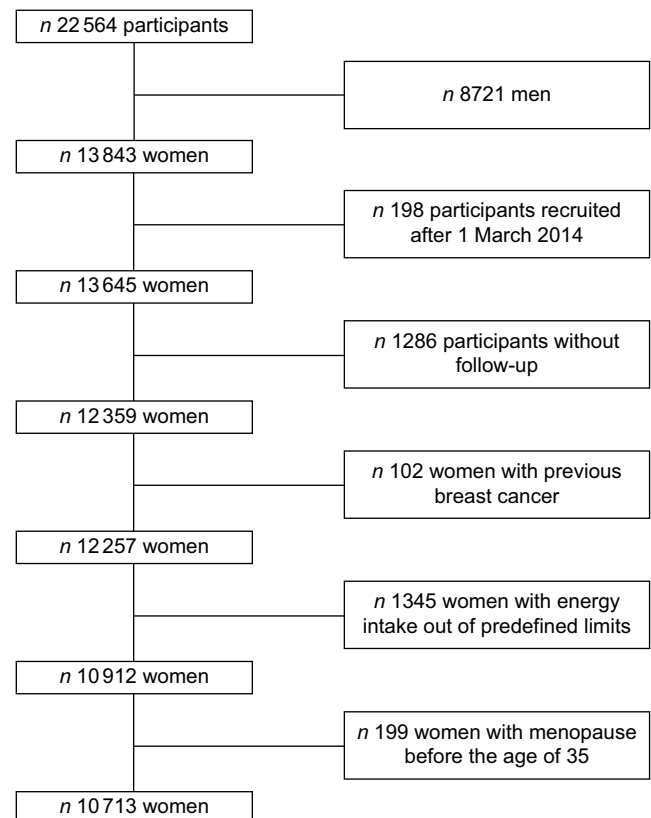 n 22 564 participants
n 8721 men
n 13 843 women
n 198 participants recruited
after 1 March 2014
n 13 645 women
n 1286 participants without
follow-up
n 12 359 women
n 102 women with previous
breast cancer
n 12 257 women
n 1345 women with energy
intake out of predefined limits
n 10 912 women
n 199 women with menopause
before the age of 35
n 10 713 women